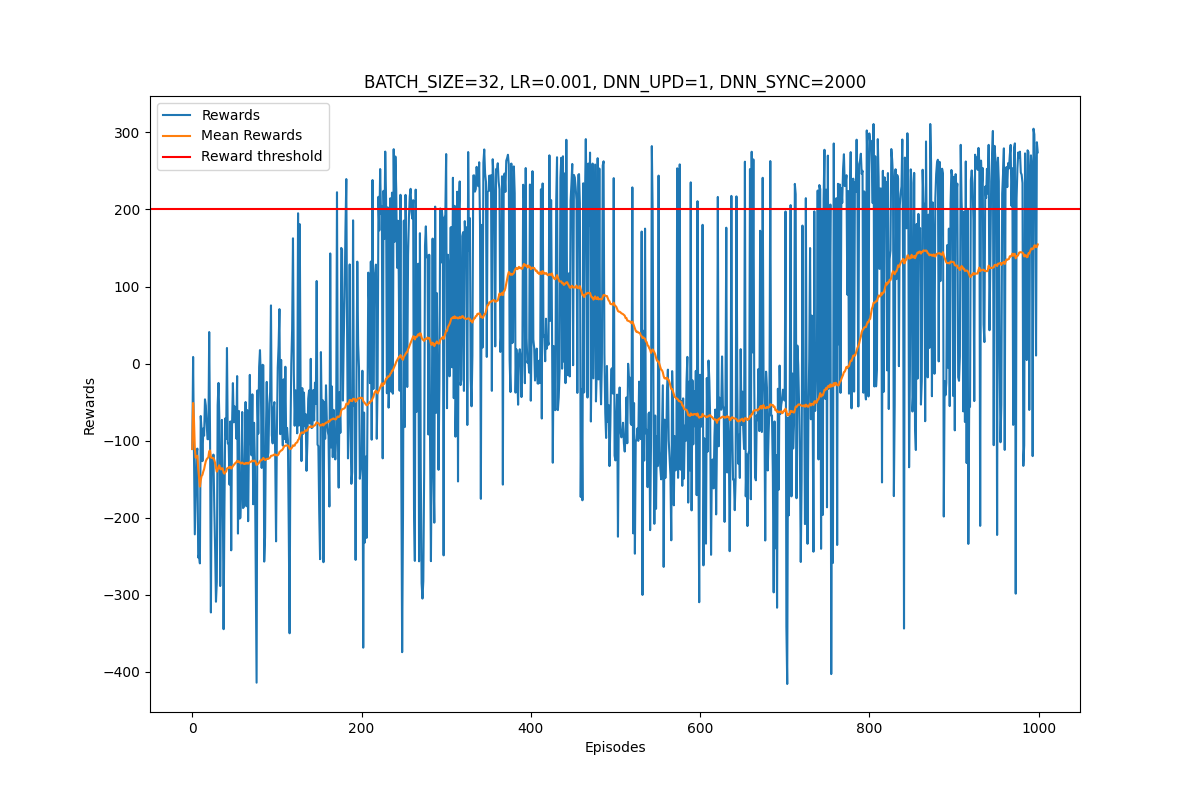 BATCH_SIZE=32, LR=0.001, DNN_UPD=1, DNN_SYNC=2000
Rewards
Mean Rewards
Reward threshold
300
200
100
0
−100
−200
−300
−400
Rewards
0
200
400
600
800
1000
Episodes